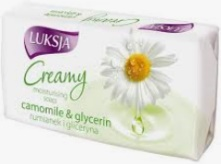 LUKSJA
Creamy
moisturising
soap
camomile & glycerin
rumianek i gliceryna